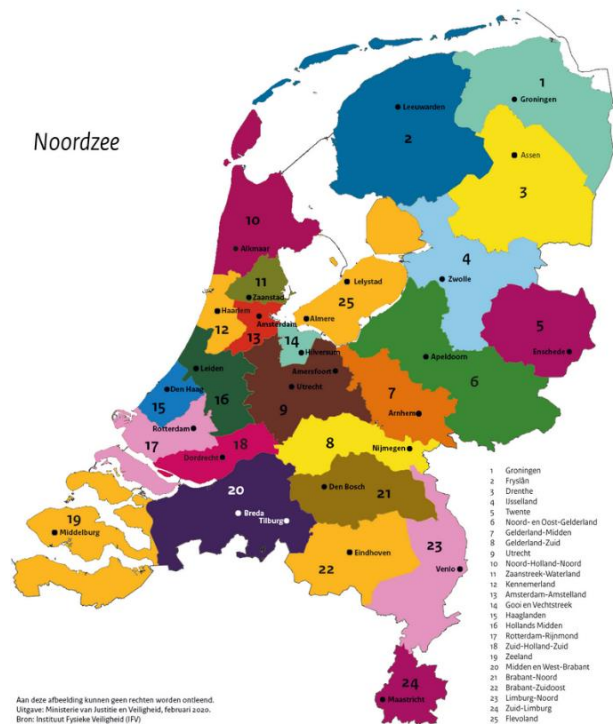 Noordzee
1
Groningen
Leeuwarden
2
Assen
3
10
Alkmaar
4
Zwolle
11
Zaanstad
Lelystad
25
Haarlem
Amsterdam
Almere
12
13
14
Hilversum
5
Enschede
Apeldoorn
6
Leiden
Amersfoort
Utrecht
Den Haag
15
16
9
7
Arnhem
Rotterdam
17
18
Dordrecht
8
Nijmegen
20
Den Bosch
21
Breda
Tilburg
19
Middelburg
Eindhoven
22
23
Venlo
24
Maastricht
1 Groningen
2 Fryslân
3 Drenthe
4 IJsselland
5 Twente
6 Noord- en Oost-Gelderland
7 Gelderland-Midden
8 Gelderland-Zuid
9 Utrecht
10 Noord-Holland-Noord
11 Zaanstreek-Waterland
12 Kennemerland
13 Amsterdam-Amstelland
14 Gooi en Vechtstreek
15 Haaglanden
16 Hollands Midden
17 Rotterdam-Rijnmond
18 Zuid-Holland-Zuid
19 Zeeland
20 Midden en West-Brabant
21 Brabant-Noord
22 Brabant-Zuidoost
23 Limburg-Noord
24 Zuid-Limburg
25 Flevoland
Aan deze afbeelding kunnen geen rechten worden ontleend.
Uitgave: Ministerie van Justitie en Veiligheid, februari 2020.
Bron: Instituut Fysieke Veiligheid (IFV)